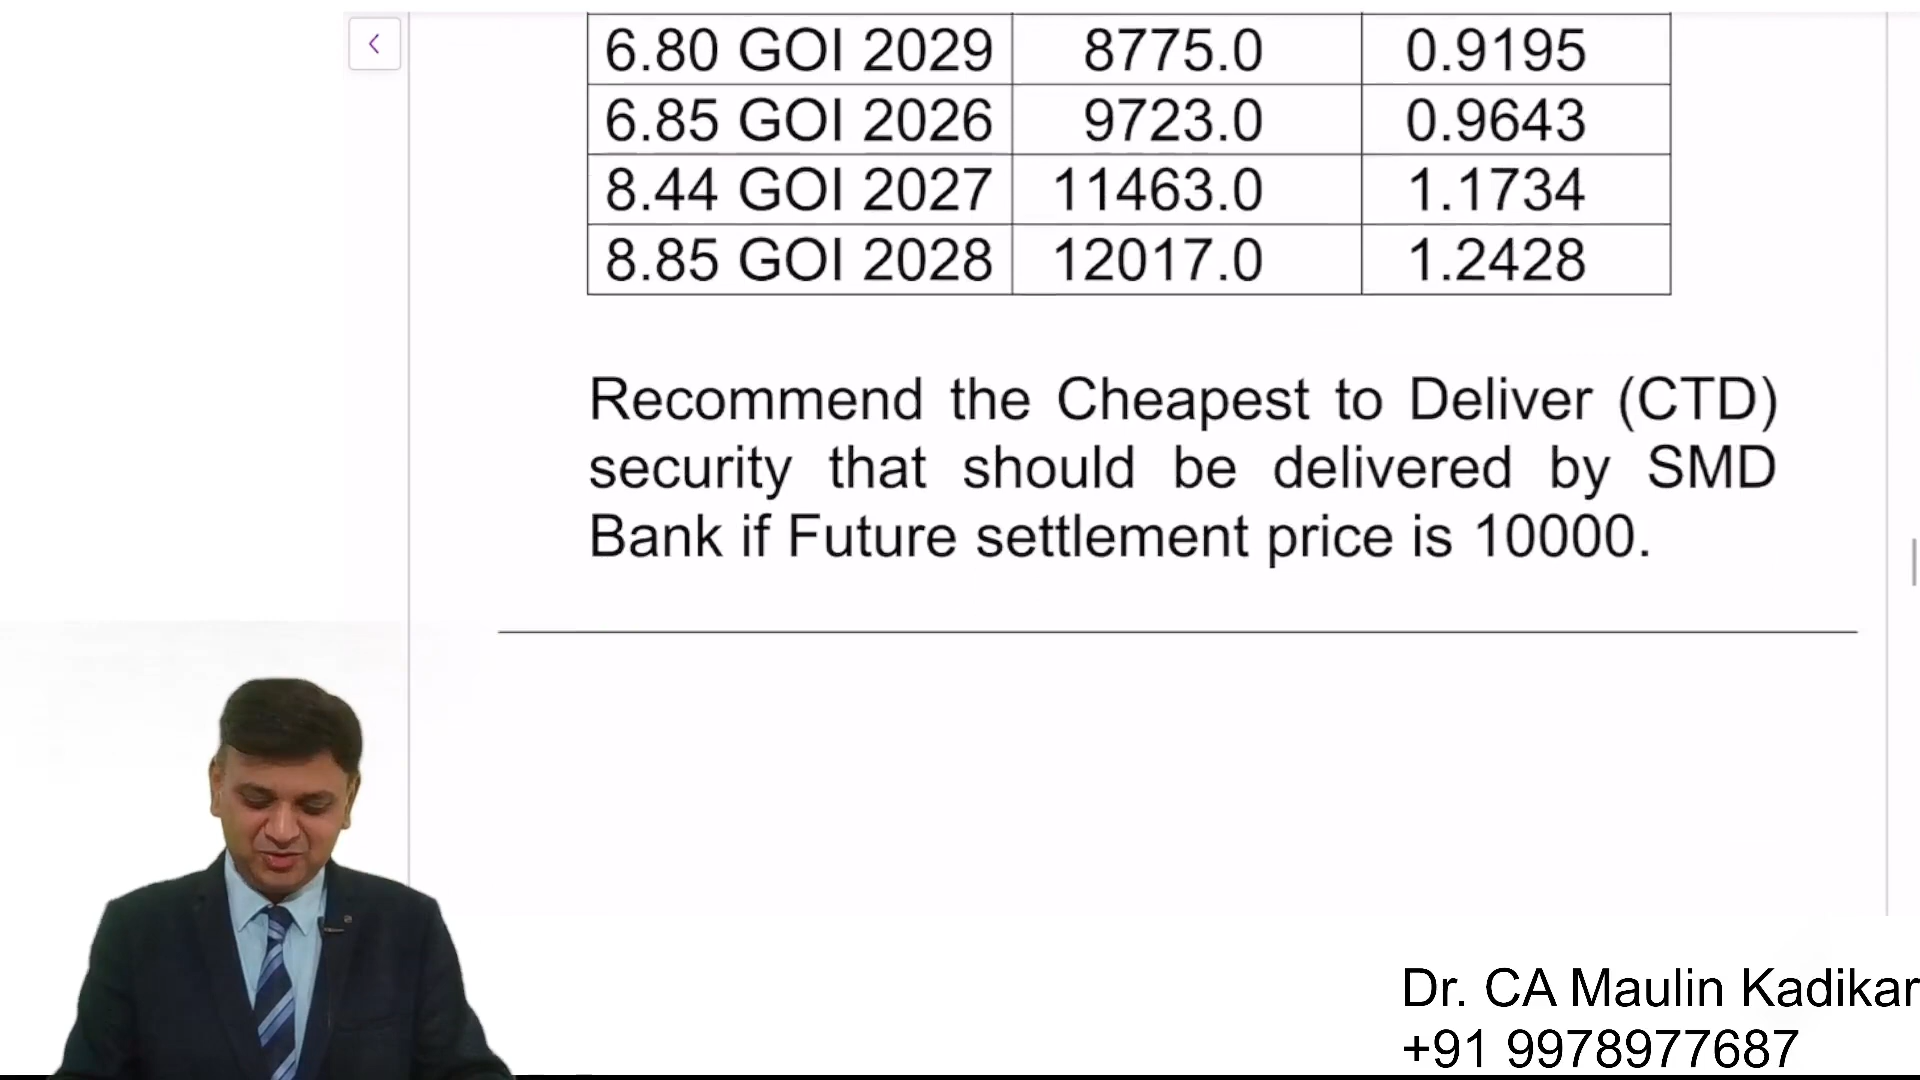 6.80 GOI 2029 8775.0 0.9195
6.85 GOI 2026 9723.0 0.9643
8.44 GOI 2027 11463.0 1.1734
8.85 GOI 2028 12017.0 1.2428
Recommend the Cheapest to Deliver (CTD)
security that should be delivered by SMD
Bank if Future settlement price is 10000.
Dr. CA Maulin Kadikar
+91 9978977687